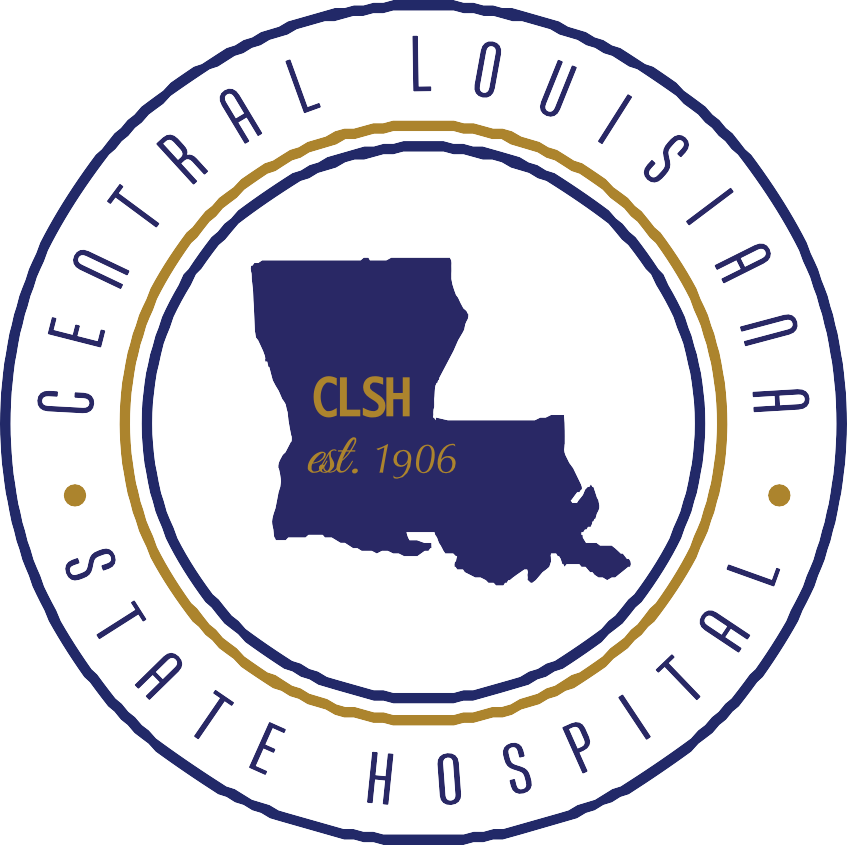 CENTRAL LOUISIANA
CLSH
est. 1906
STATE HOSPITAL